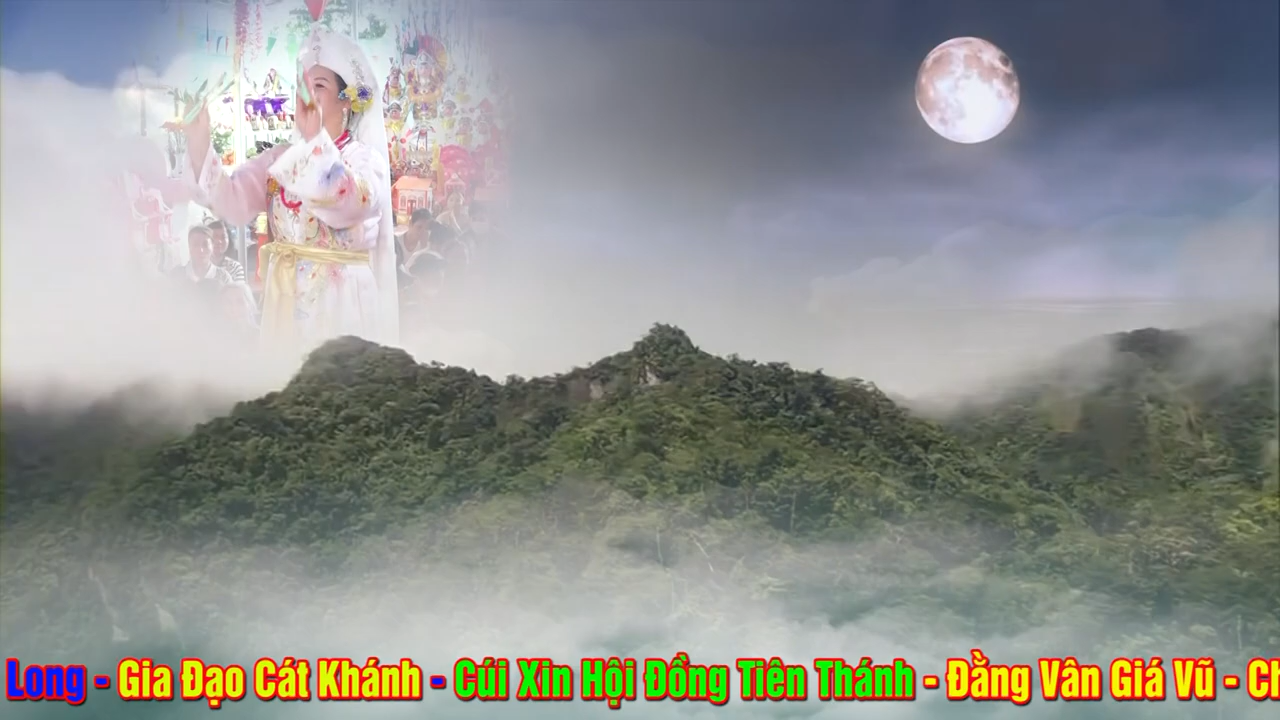 Long - Gia Đạo Cát Khánh - Cúi Xin Hội Đồng Tiên Thánh - Đằng Vân Giá Vũ -